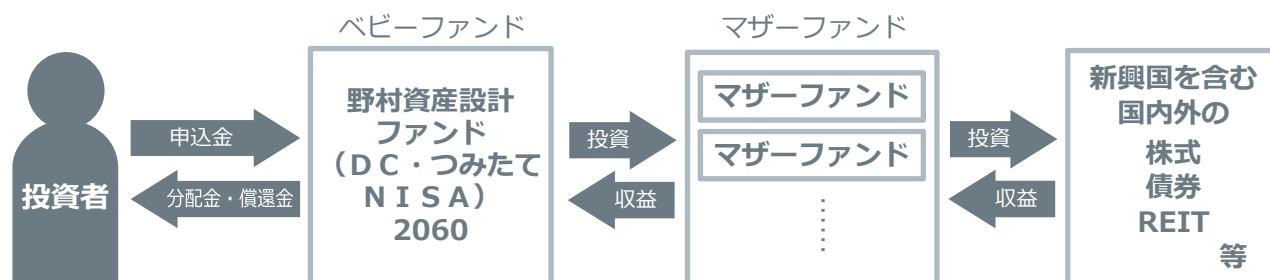 ベビーファンド
マザーファンド
投資者
申込金
分配金・償還金
野村資産設計
ファンド
(DC・つみたて
NISA)
2060
投資
収益
マザーファンド
マザーファンド
投資
収益
新興国を含む
国内外の
株式
債券
REIT
等